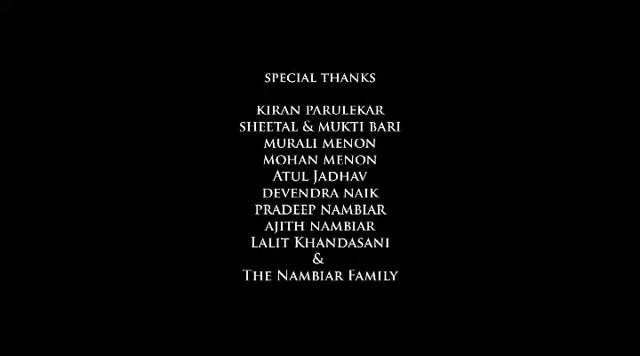 SPECIAL THANKS
KIRAN PARULEKAR
SHEETAL & MUKTI BARI
MURALI MENON
MOHAN MENON
ATUL JADHAV
DEVENDRA NAIK
PRADEEP NAMBIAR
AJITH NAMBIAR
LALIT KHANDASANI
&
THE NAMBIAR FAMILY